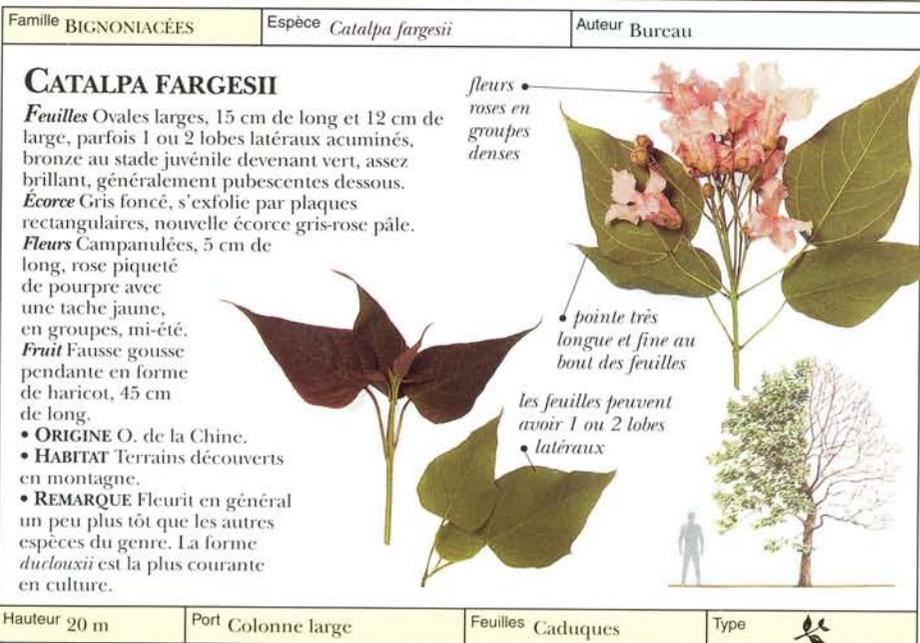 Famille BIGNONIACÉES
Espèce Catalpa fargesii
Auteur Bureau
CATALPA FARGESII
Feuilles Ovales larges, 15 cm de long et 12 cm de
large, parfois 1 ou 2 lobes latéraux acuminés,
bronze au stade juvénile devenant vert, assez
brillant, généralement pubescentes dessous.
Écorce Gris foncé, s'exfolie par plaques
rectangulaires, nouvelle écorce gris-rose pâle.
Fleurs Campanulées, 5 cm de
long, rose piqueté
de pourpre avec
une tache jaune,
en groupes, mi-été.
Fruit Fausse gousse
pendante en forme
de haricot, 45 cm
de long.
• ORIGINE O. de la Chine.
• HABITAT Terrains découverts
en montagne.
• REMARQUE Fleurit en général
un peu plus tôt que les autres
espèces du genre. La forme
duclouxii est la plus courante
en culture.
fleurs
roses en
groupes
denses
• pointe très
longue et fine au
bout des feuilles
les feuilles peuvent
avoir 1 ou 2 lobes
• latéraux
Hauteur 20 m
Port Colonne large
Feuilles Caduques
Type